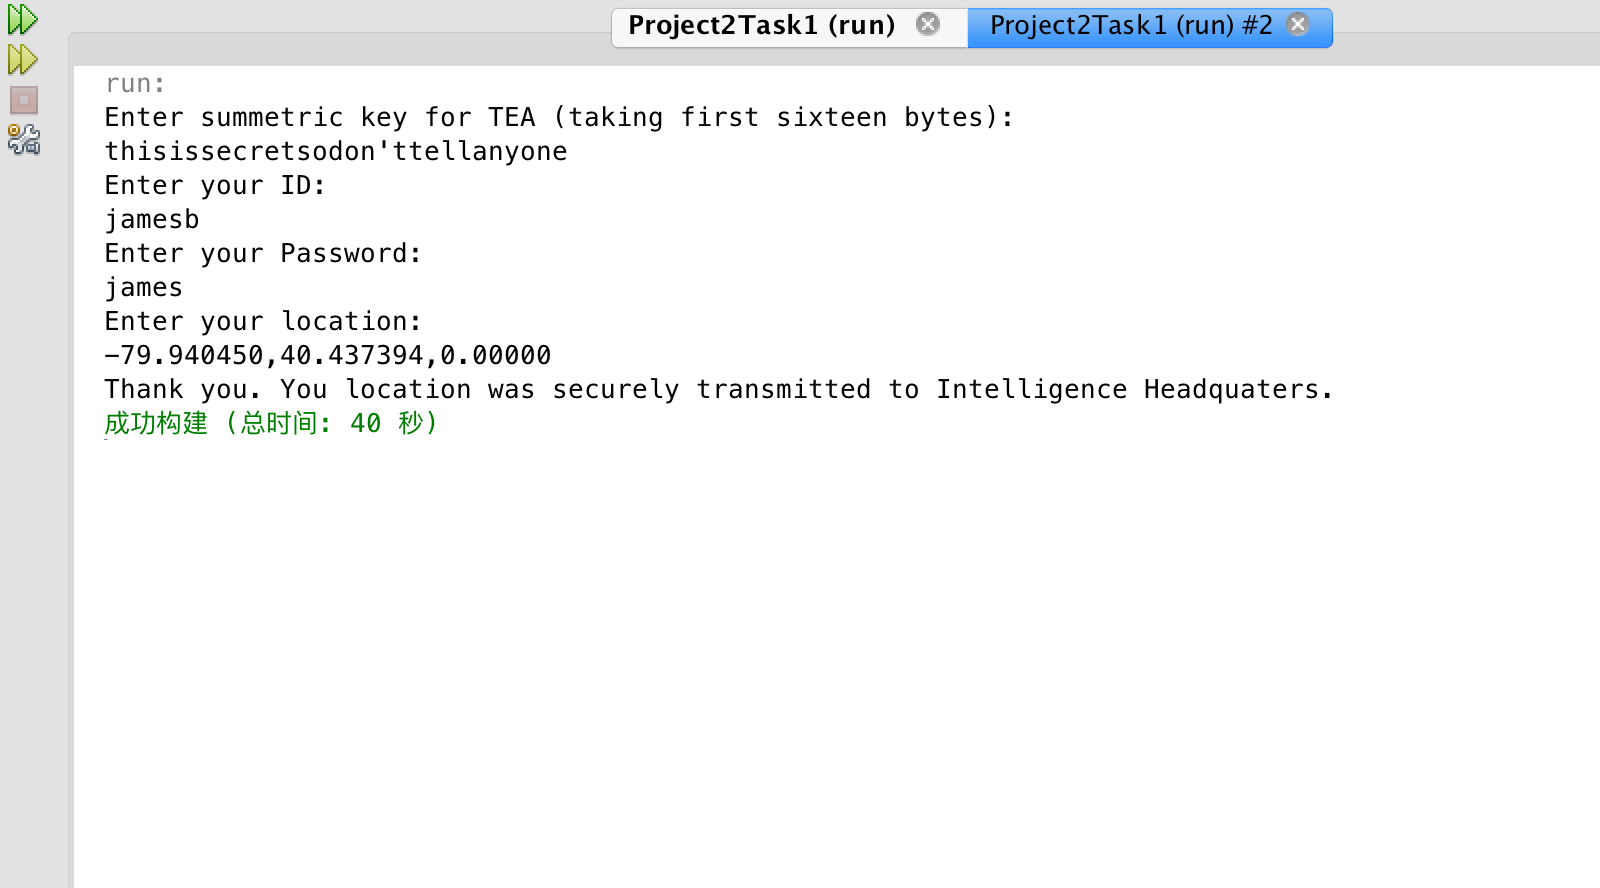 Project2Task1 (run)
Project2Task1 (run) #2
run:
Enter summetric key for TEA (taking first sixteen bytes):
thisissecretsodon'ttellanyone
Enter your ID:
jamesb
Enter your Password:
james
Enter your location:
-79.940450,40.437394,0.00000
Thank you. You location was securely transmitted to Intelligence Headquaters.
成功构建 (总时间: 40 秒)